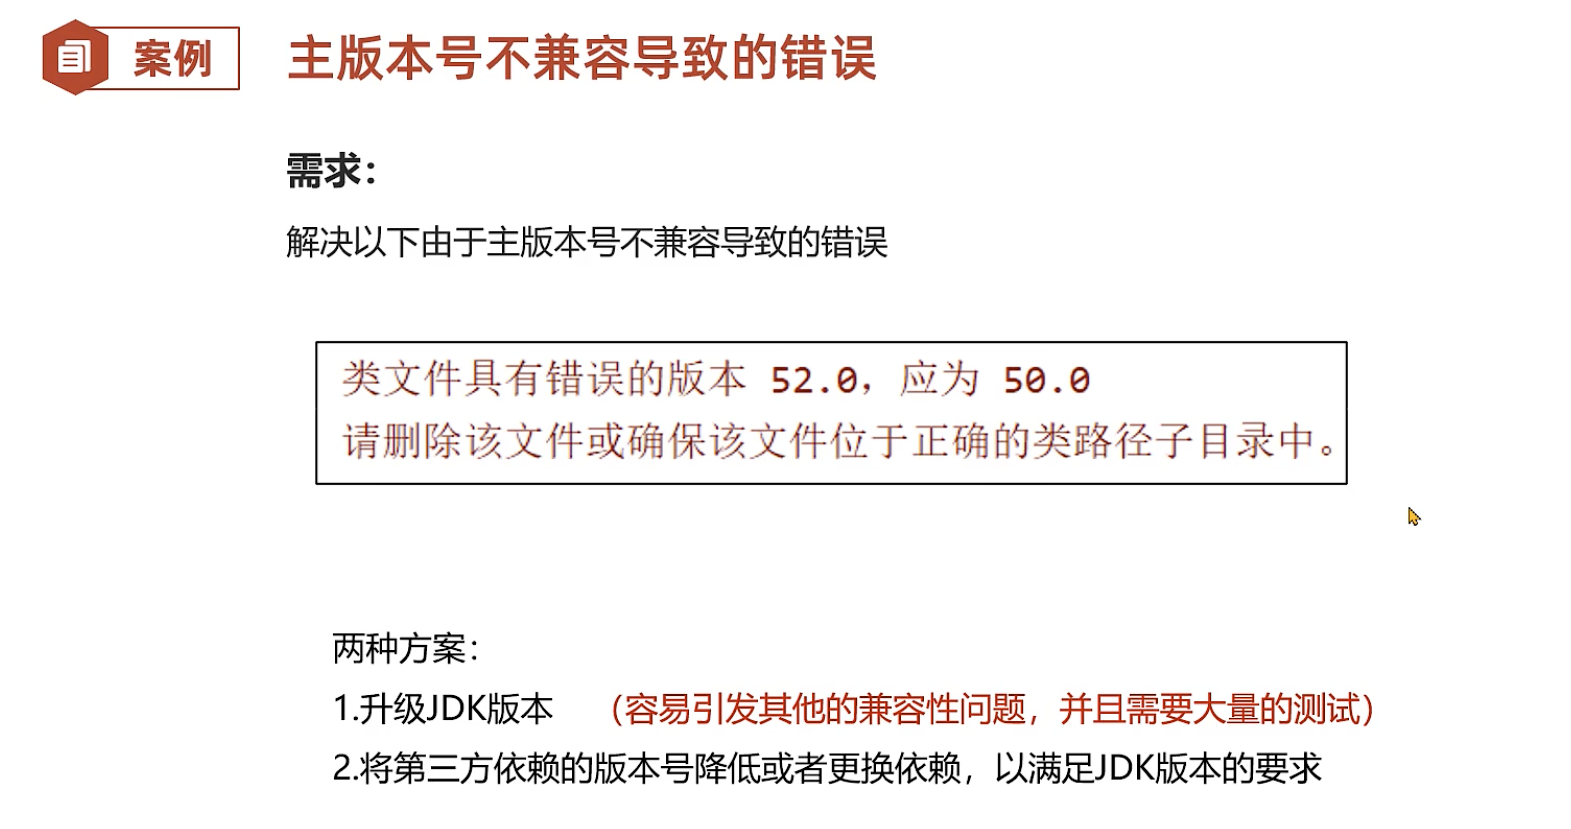 案例
主版本号不兼容导致的错误
需求：
解决以下由于主版本号不兼容导致的错误
类文件具有错误的版本 52.0，应为 50.0
请删除该文件或确保该文件位于正确的类路径子目录中。
两种方案：
1.升级JDK版本 （容易引发其他的兼容性问题，并且需要大量的测试）
2.将第三方依赖的版本号降低或者更换依赖，以满足JDK版本的要求